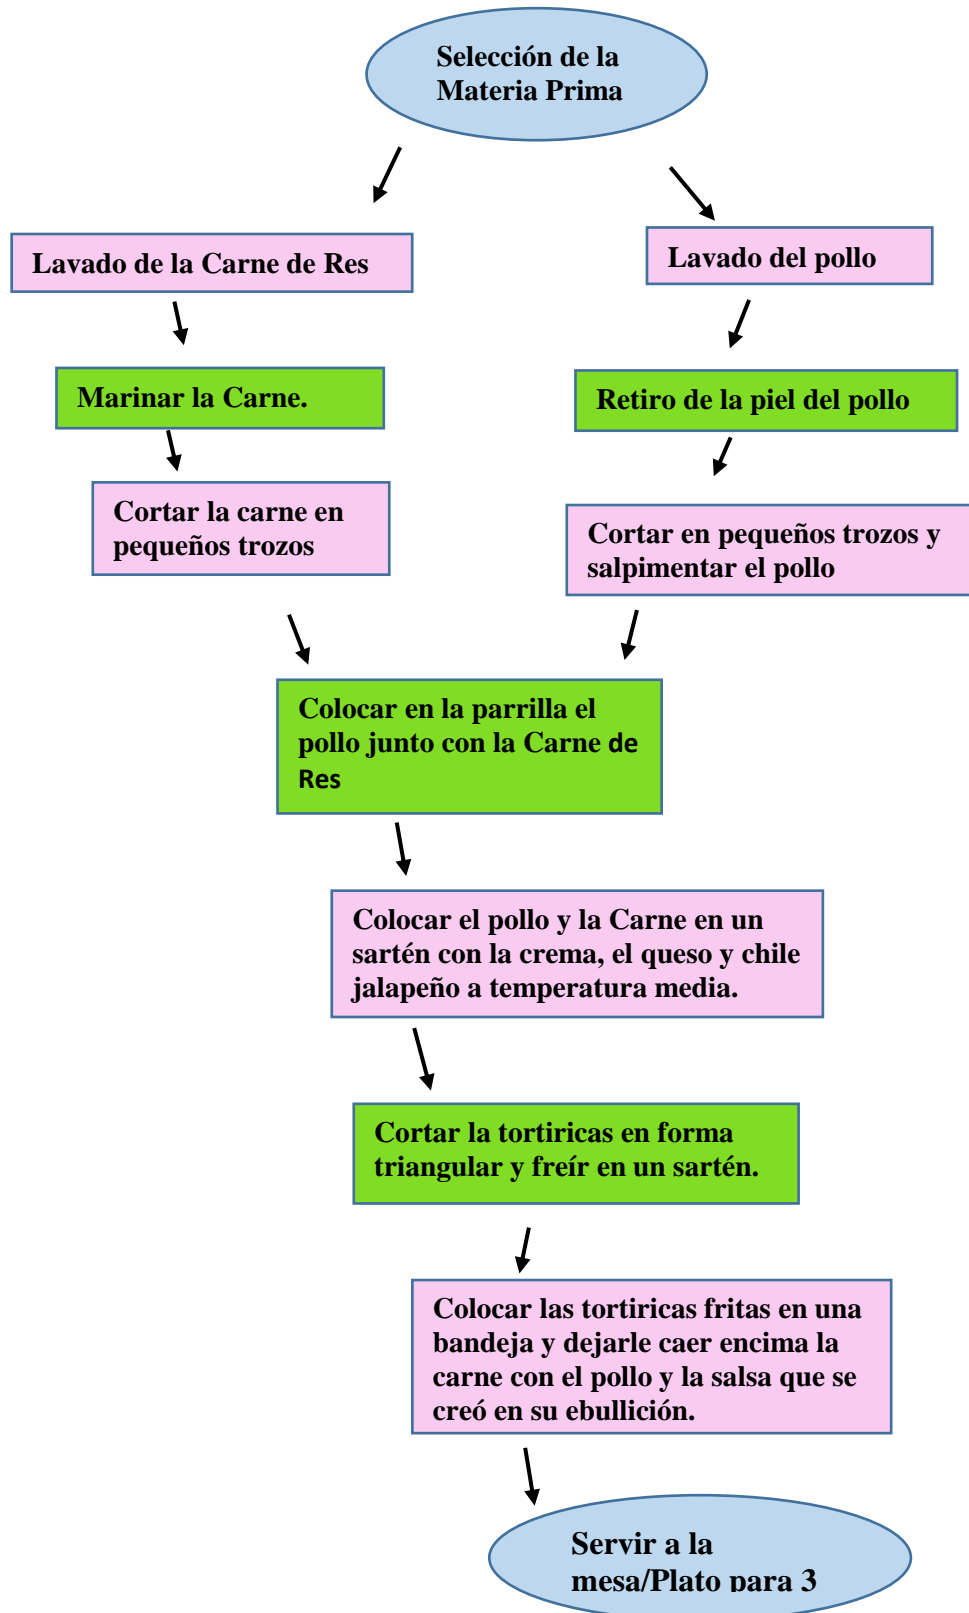 Selección de la
Materia Prima
Lavado de la Carne de Res
Lavado del pollo
Marinar la Carne.
Retiro de la piel del pollo
Cortar la carne en
pequeños trozos
Cortar en pequeños trozos y
salpimentar el pollo
Colocar en la parrilla el
pollo junto con la Carne de
Res
Colocar el pollo y la Carne en un
sartén con la crema, el queso y chile
jalapeño a temperatura media.
Cortar la tortiricas en forma
triangular y freír en un sartén.
Colocar las tortiricas fritas en una
bandeja y dejarle caer encima la
carne con el pollo y la salsa que se
creó en su ebullición.
Servir a la
mesa/Plato para 3